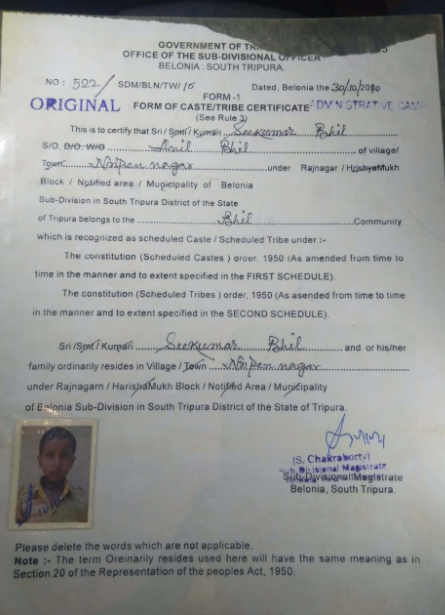 GOVERNMENT OF TR
OFFICE OF THE SUB-DIVISIONAL OFFICER
BELONIA : SOUTH TRIPURA.
NO : 522/ SDM/BLN/TW/ Dated, Belonia the 30/10/
FORM - 1
ORIGINAL FORM OF CASTE/TRIBE CERTIFICATE ADMINISTRATIVE CAMP
(See Rule 3)
This is to certify that Sri / Smti / Kumari Seekumar Bhil
S/O. D/O. W/O Anil Bhil of village/
Town Nripen nagar under Rajnagar / HrishyaMukh
Block / Notified area / Municipality of Belonia
Sub-Division in South Tripura District of the State
of Tripura belongs to the Bhil Community
which is recognized as scheduled Caste / Scheduled Tribe under :-
The constitution (Scheduled Castes ) order, 1950 (As amended from time to
time in the manner and to extent specified in the FIRST SCHEDULE).
The constitution (Scheduled Tribes ) order, 1950 (As asended from time to time
in the manner and to extent specified in the SECOND SCHEDULE).
Sri /Smt / Kumari Seekumar Bhil and or his/her
family ordinarily resides in Village / Town Nripen nagar
under Rajnagarn / HarishaMukh Block / Notified Area / Municipality
of Belonia Sub-Division in South Tripura District of the State of Tripura.
(S. Chakraborty)
Sub Divisional Magistrate
Sub-Divisional Magistrate
Belonia, South Tripura.
Please delete the words which are not applicable.
Note :- The term Oreinarily resides used here will have the same meaning as in
Section 20 of the Representation of the peoples Act, 1950.